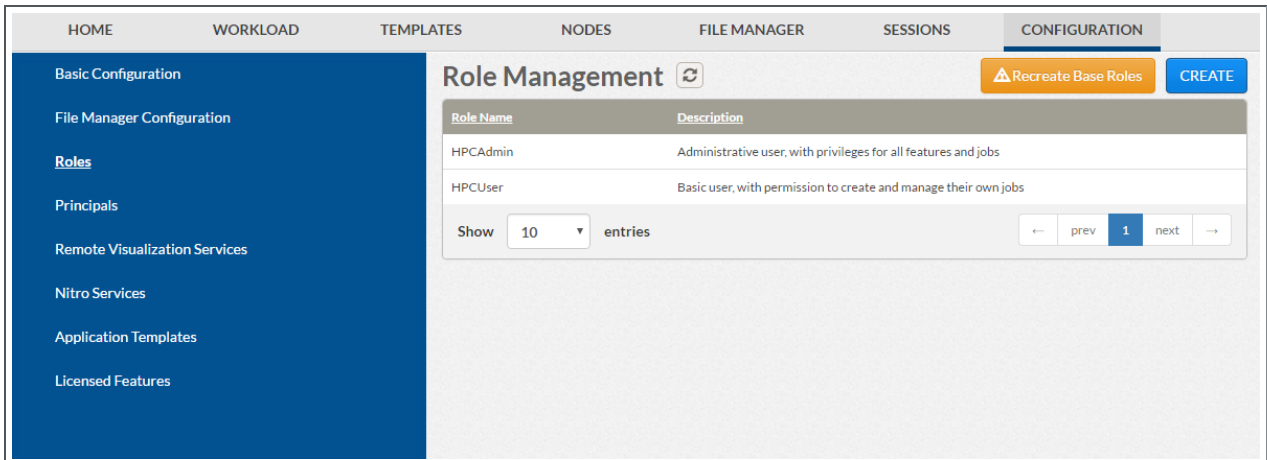 HOME WORKLOAD TEMPLATES NODES FILE MANAGER SESSIONS CONFIGURATION
Basic Configuration
File Manager Configuration
Roles
Principals
Remote Visualization Services
Nitro Services
Application Templates
Licensed Features
Role Management
Recreate Base Roles
CREATE
Role Name Description
HPCAdmin Administrative user, with privileges for all features and jobs
HPCUser Basic user, with permission to create and manage their own jobs
Show 10 entries
← prev 1 next →